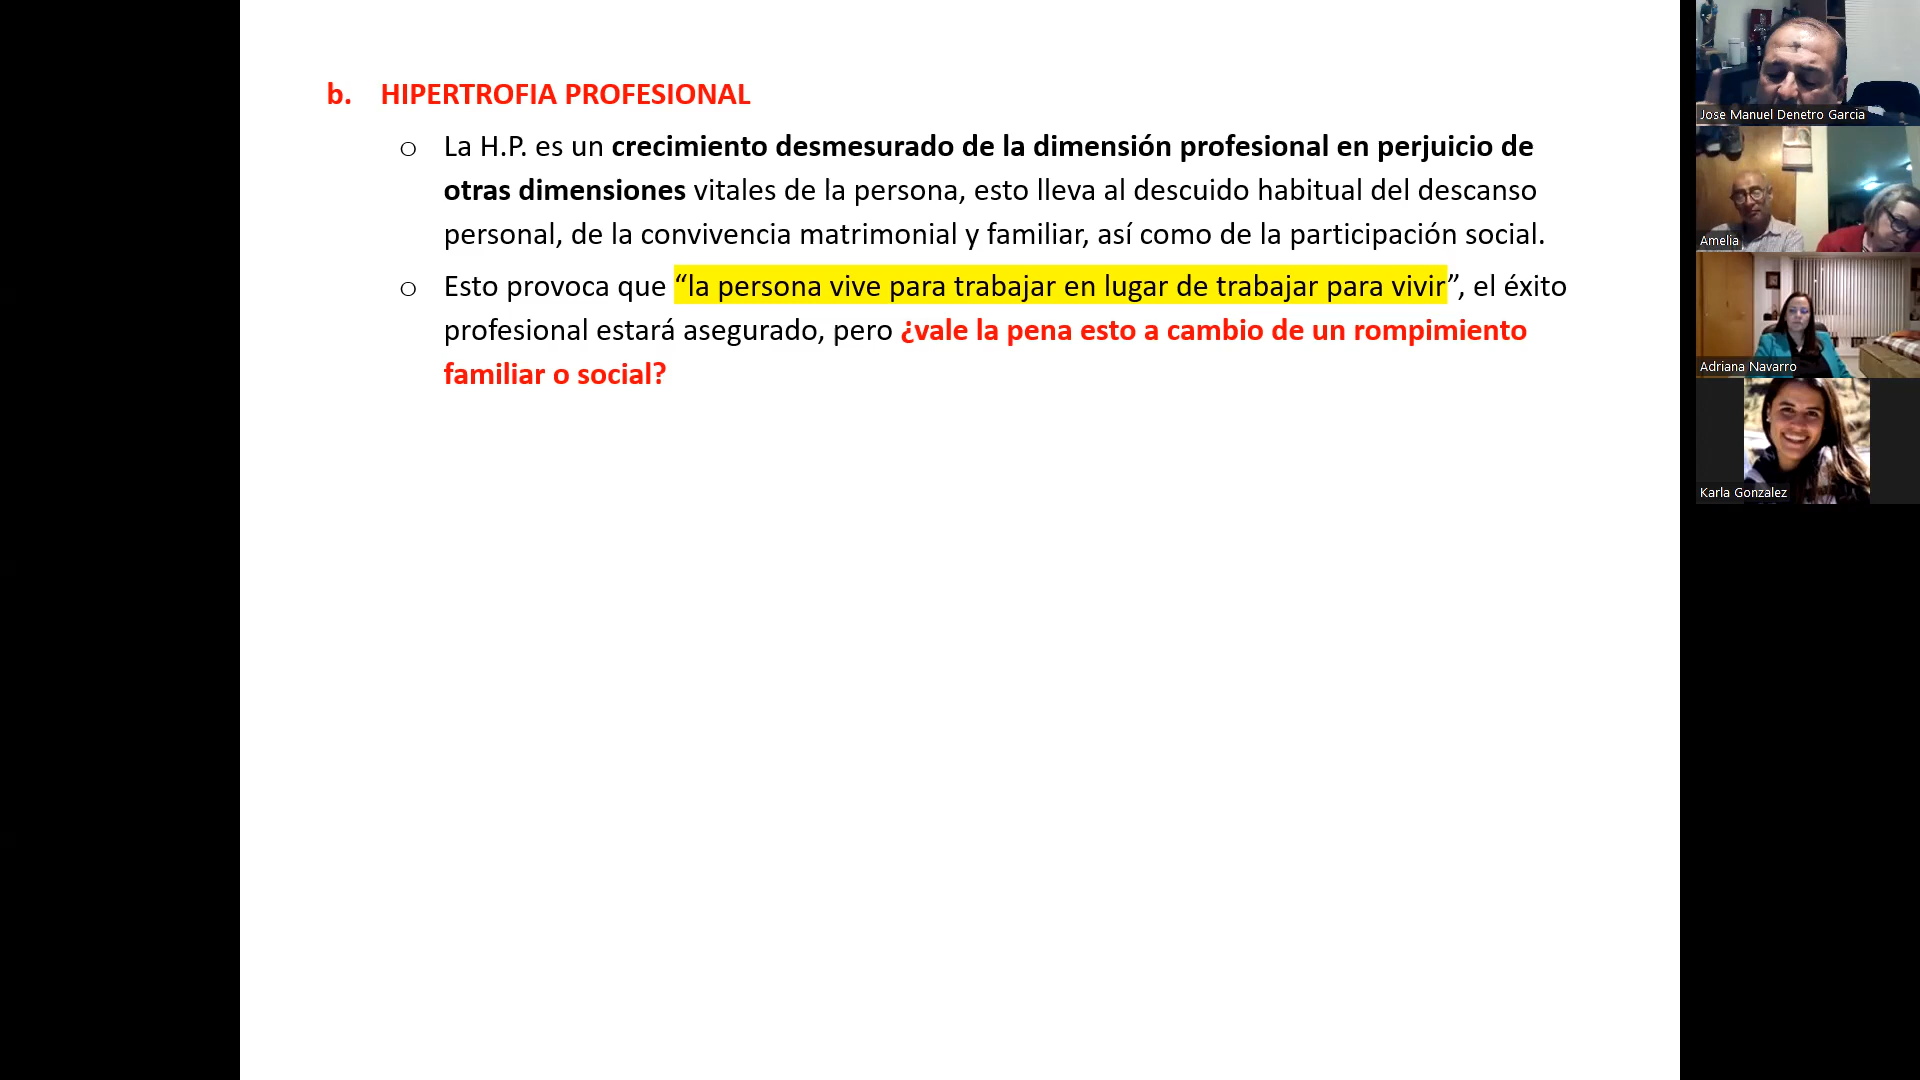 b. HIPERTROFIA PROFESIONAL
o La H.P. es un crecimiento desmesurado de la dimensión profesional en perjuicio de
otras dimensiones vitales de la persona, esto lleva al descuido habitual del descanso
personal, de la convivencia matrimonial y familiar, así como de la participación social.
o Esto provoca que “la persona vive para trabajar en lugar de trabajar para vivir”, el éxito
profesional estará asegurado, pero ¿vale la pena esto a cambio de un rompimiento
familiar o social?
Jose Manuel Denetro Garcia
Amelia
Adriana Navarro
Karla Gonzalez